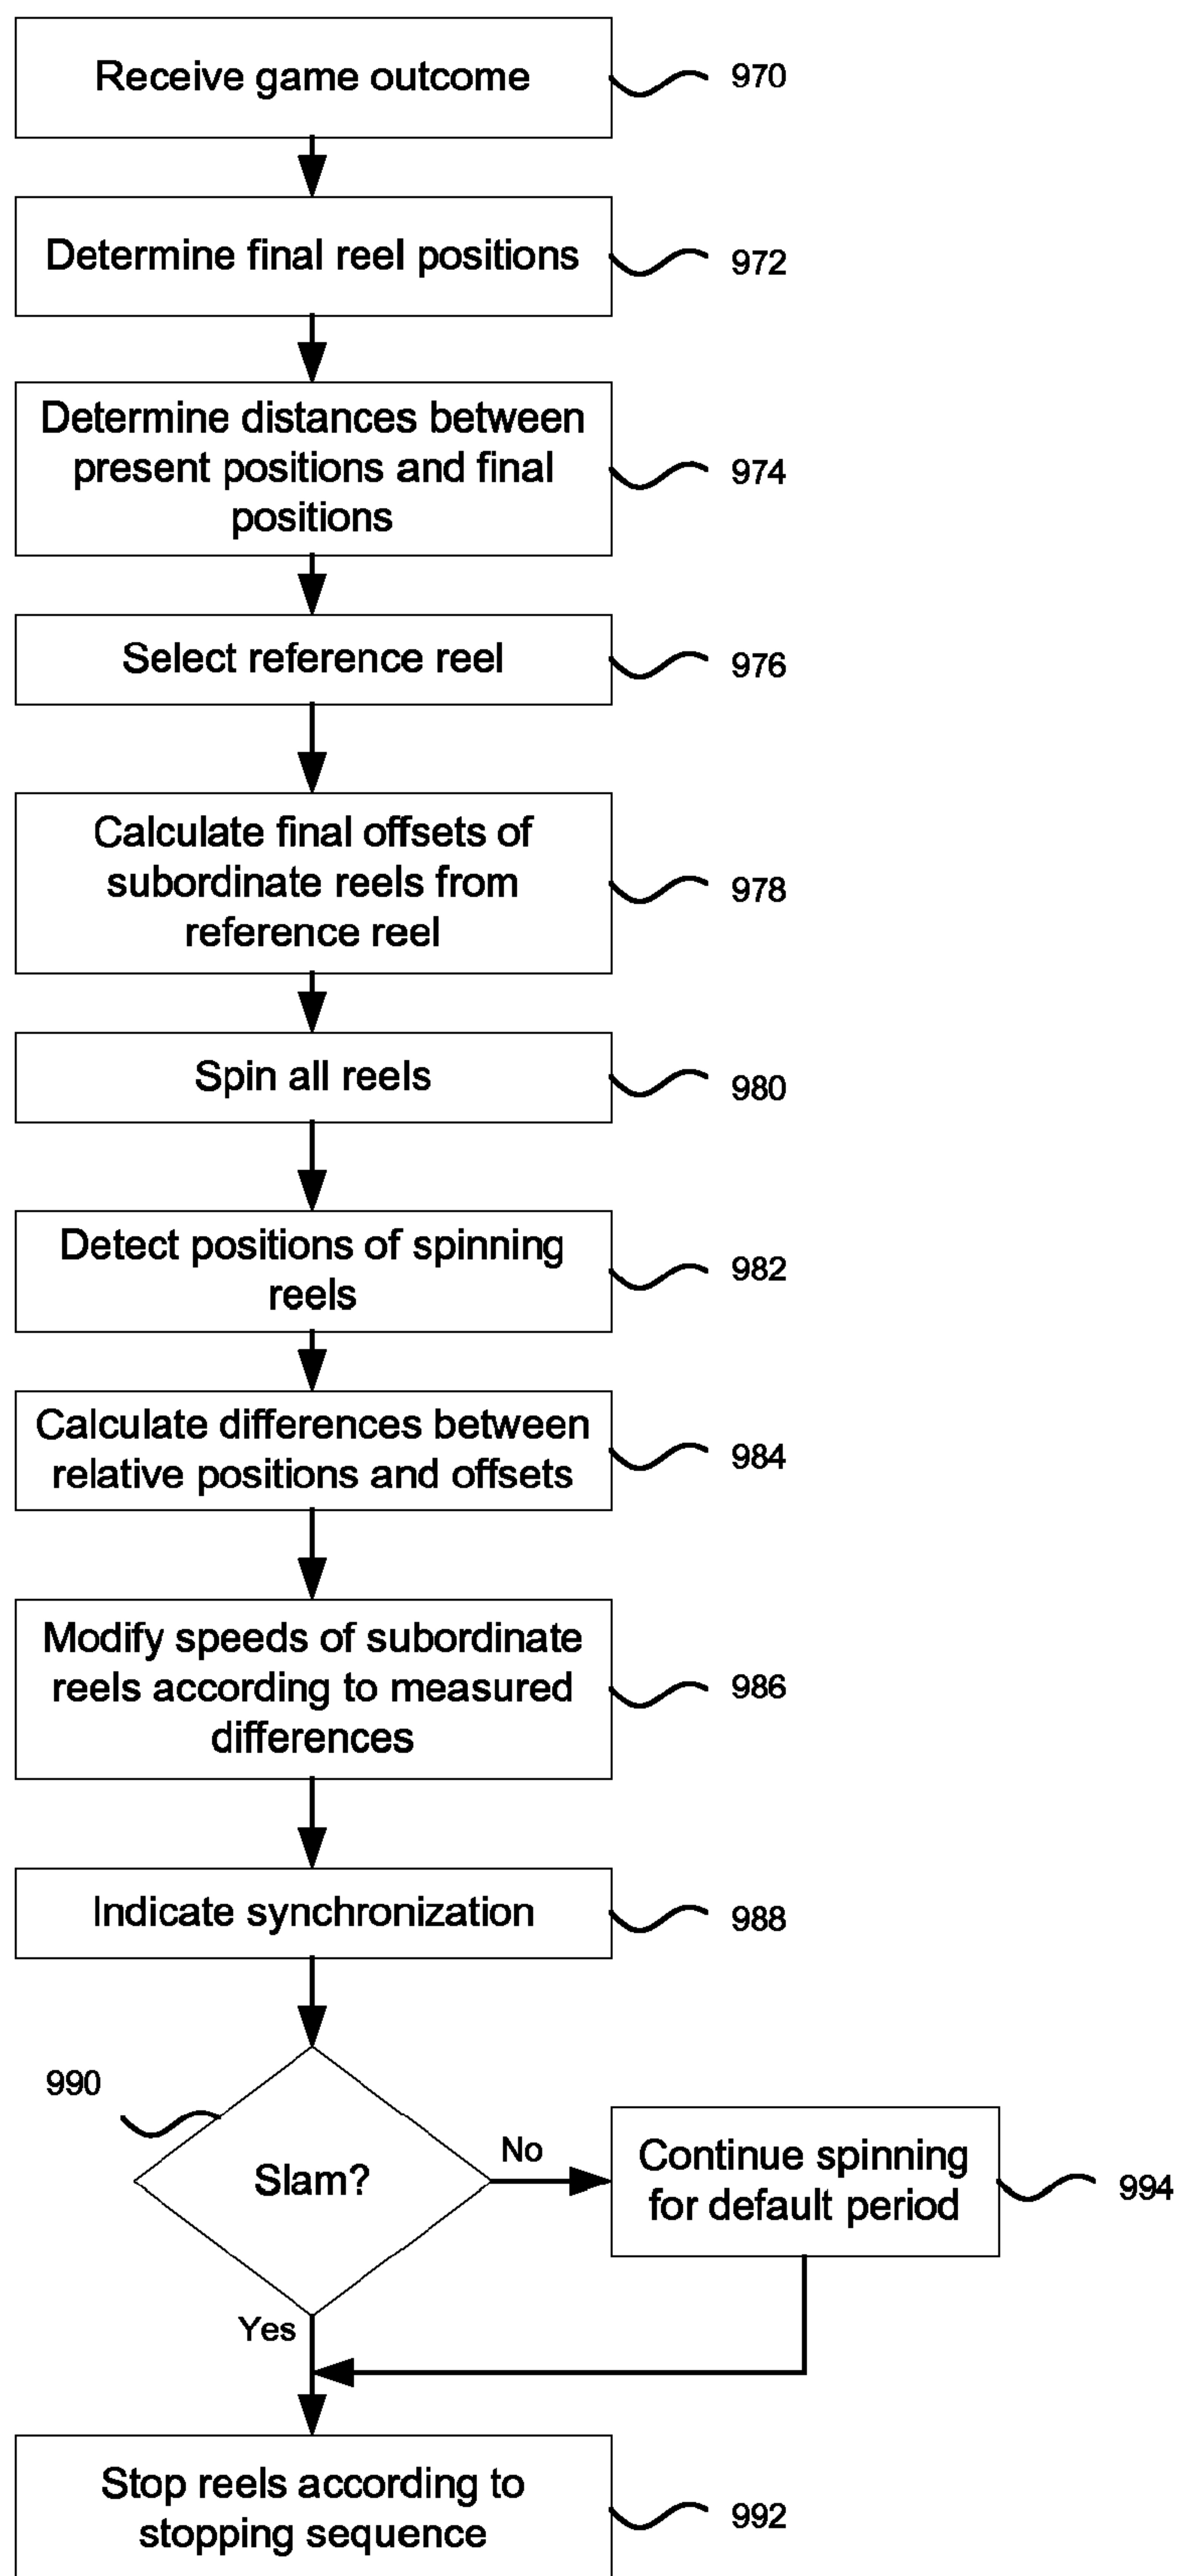 Receive game outcome
970
Determine final reel positions
972
Determine distances between
present positions and final
positions
974
Select reference reel
976
Calculate final offsets of
subordinate reels from
reference reel
978
Spin all reels
980
Detect positions of spinning
reels
982
Calculate differences between
relative positions and offsets
984
Modify speeds of subordinate
reels according to measured
differences
986
Indicate synchronization
988
990
Slam?
No
Continue spinning
for default period
994
Yes
Stop reels according to
stopping sequence
992